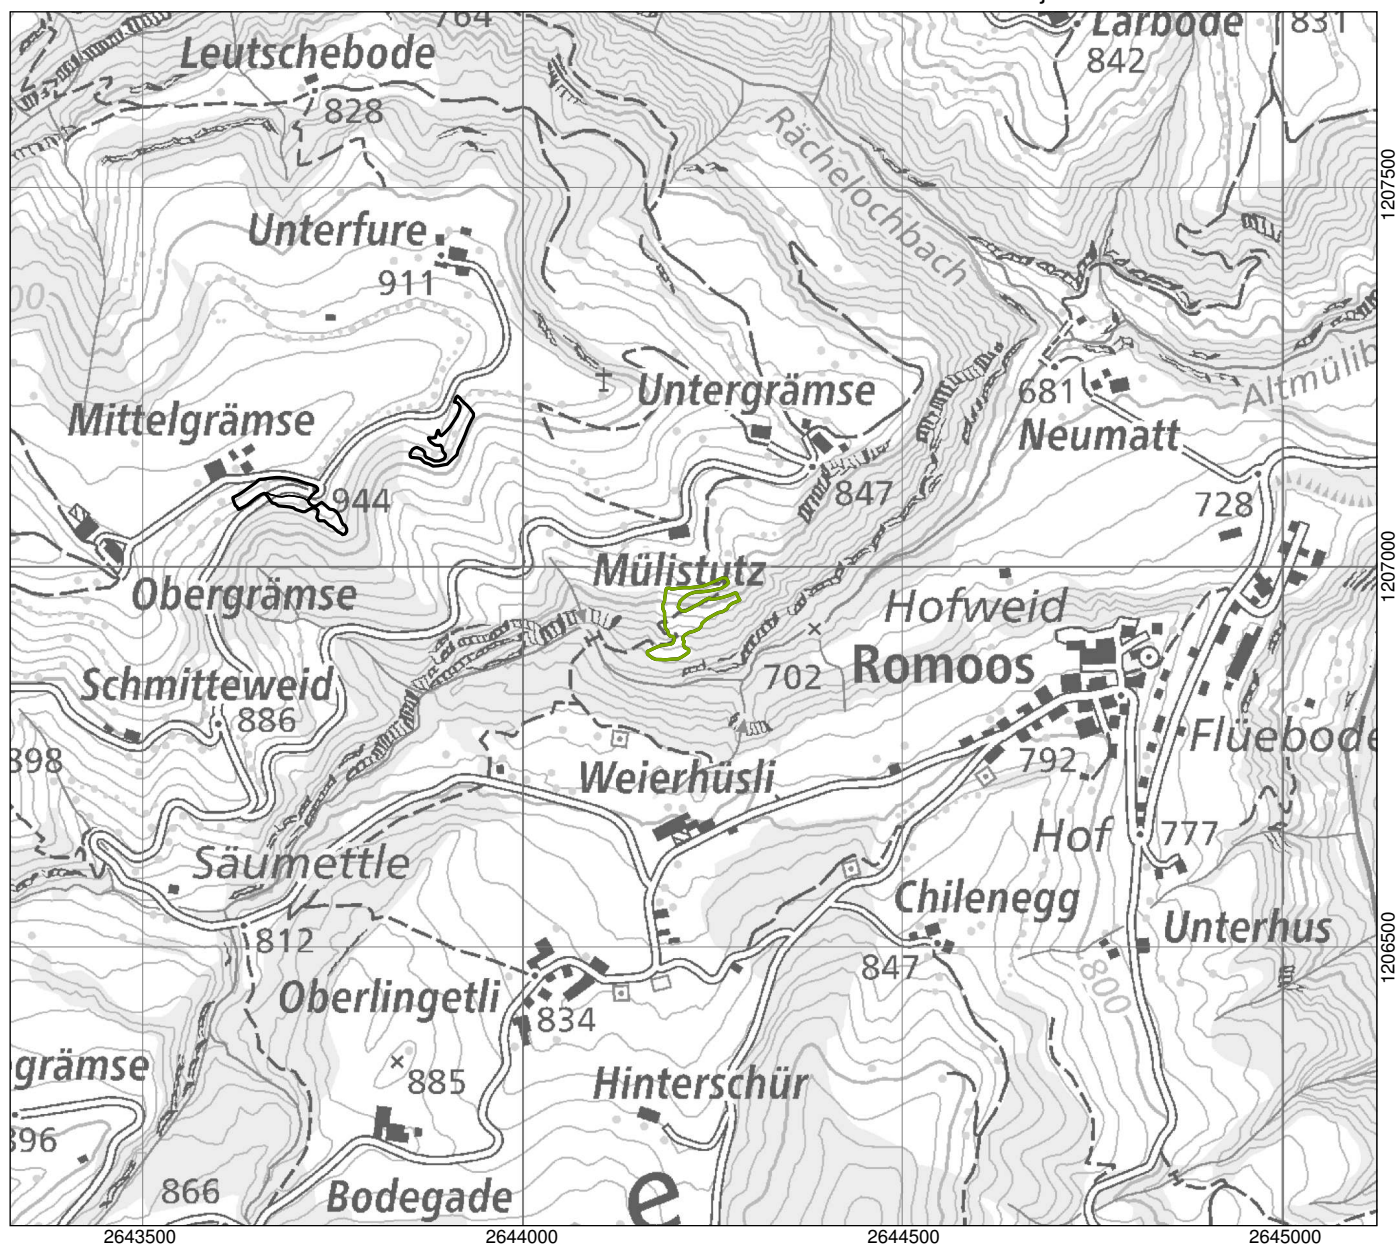 764
Larbode
831
Leutschebode
842
828
Rächelochbach
1207500
Unterfure
911
00
Untergrämse
681
Altmülib
Mittelgrämse
Neumatt
944
847
728
Mülistutz
1207000
Obergrämse
Hofweid
Romoos
702
Schmitteweid
886
Flüebode
898
792
Weierhüsli
Hof
777
Säumettle
Chilenegg
Unterhus
812
847
1206500
Oberlingetli
800
834
grämse
885
Hinterschür
896
866
Bodegade
e
2643500
2644000
2644500
2645000